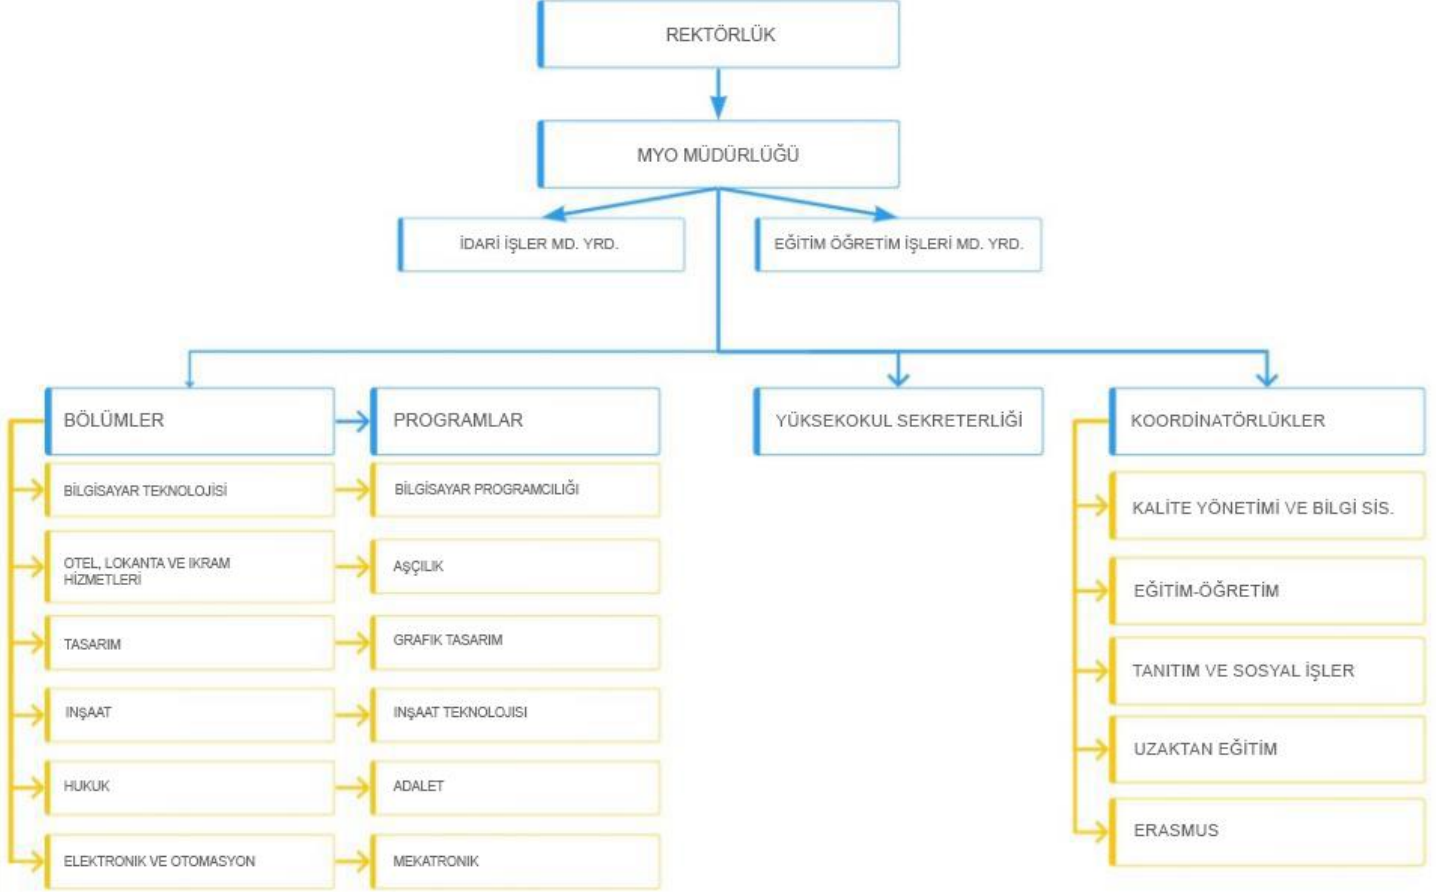 REKTÖRLÜK
MYO MÜDÜRLÜĞÜ
İDARİ İŞLER MD. YRD.
EĞİTİM ÖĞRETİM İŞLERİ MD. YRD.
BÖLÜMLER
PROGRAMLAR
YÜKSEKOKUL SEKRETERLİĞİ
KOORDİNATÖRLÜKLER
BİLGİSAYAR TEKNOLOJİSİ
BİLGİSAYAR PROGRAMCILIĞI
OTEL, LOKANTA VE IKRAM
HİZMETLERİ
AŞÇILIK
TASARIM
GRAFIK TASARIM
INŞAAT
INŞAAT TEKNOLOJISI
HUKUK
ADALET
ELEKTRONIK VE OTOMASYON
MEKATRONIK
KALİTE YÖNETİMİ VE BİLGİ SİS.
EĞİTİM-ÖĞRETİM
TANITIM VE SOSYAL İŞLER
UZAKTAN EĞİTİM
ERASMUS